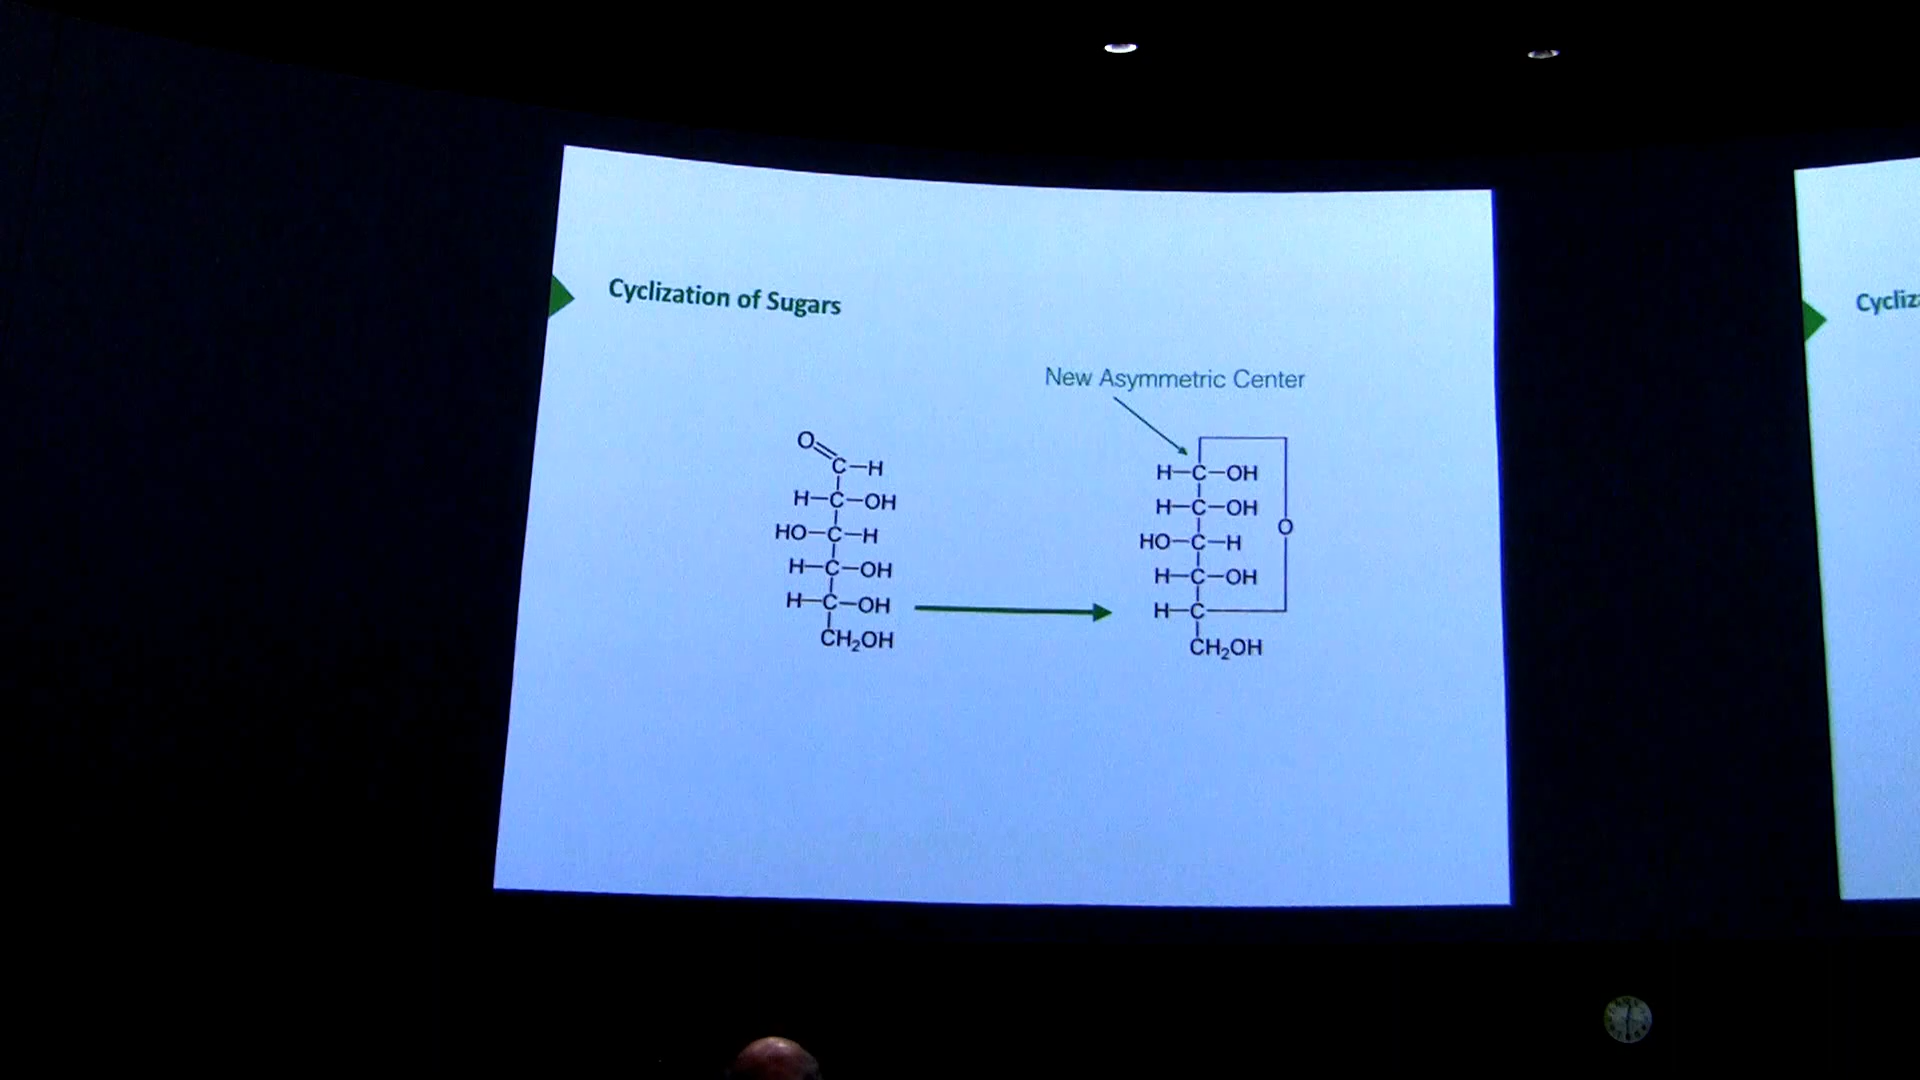 Cyclization of Sugars
New Asymmetric Center
O
C-H
H-C-OH
HO-C-H
H-C-OH
H-C-OH
CH₂OH
H-C-OH
H-C-OH
O
HO-C-H
H-C-OH
H-C
CH₂OH
Cycliz